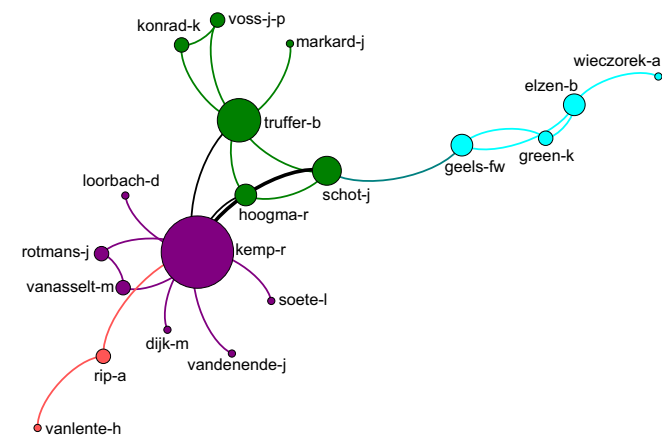 voss-j-p
konrad-k
markard-j
wieczorek-a
elzen-b
truffer-b
green-k
geels-fw
loorbach-d
schot-j
hoogma-r
rotmans-j
kemp-r
vanasselt-m
soete-l
dijk-m
vandenende-j
rip-a
vanlente-h